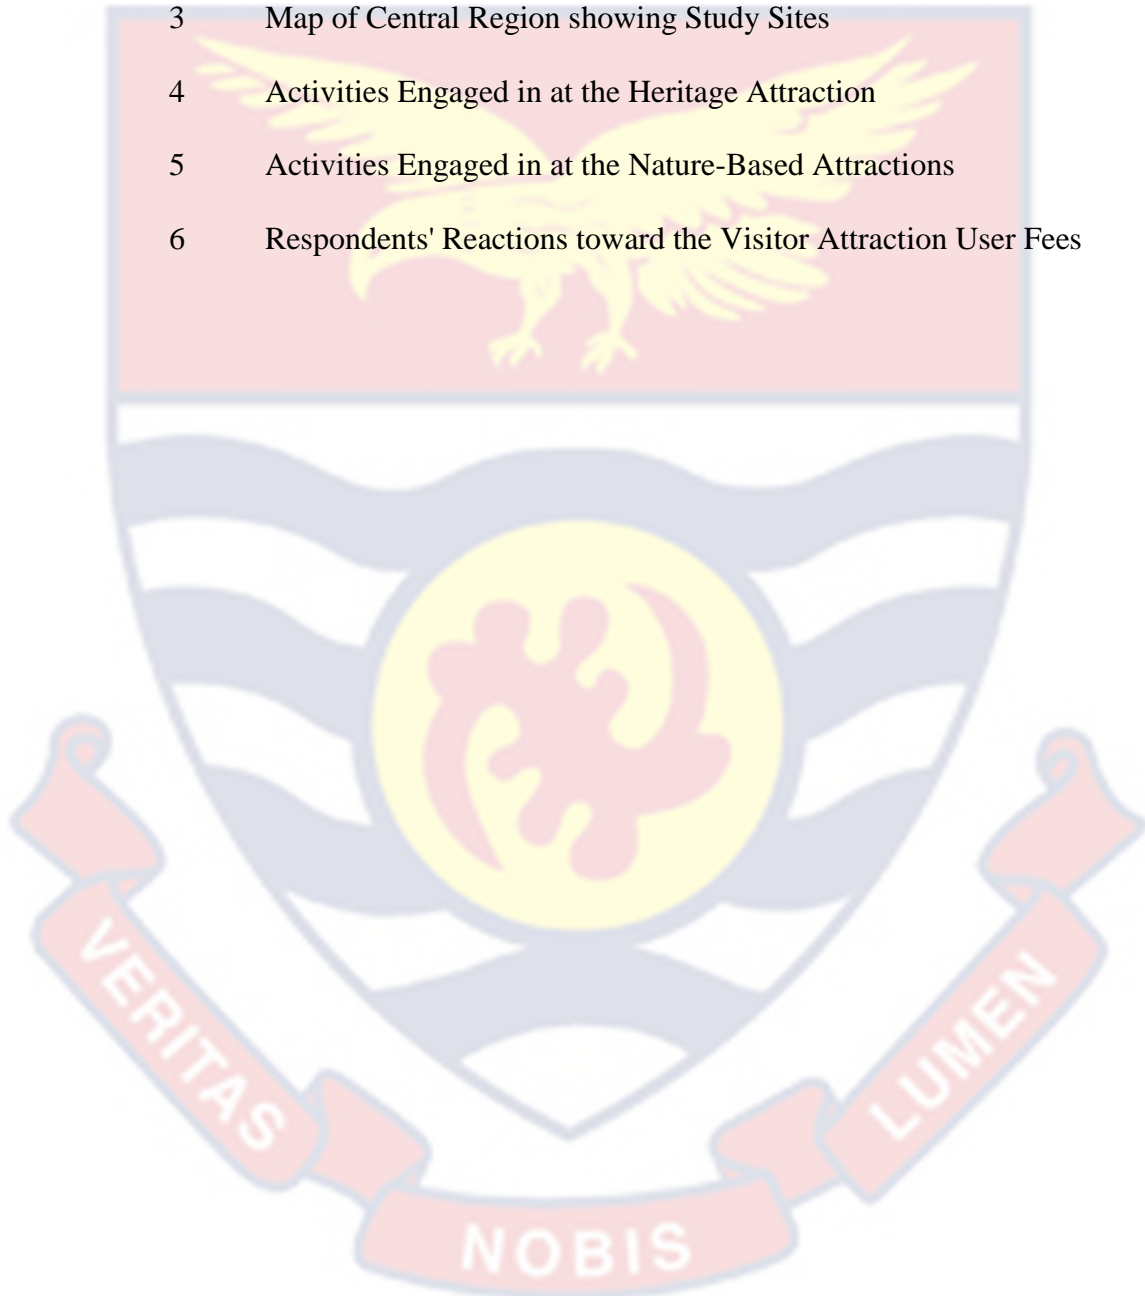 3 Map of Central Region showing Study Sites
4 Activities Engaged in at the Heritage Attraction
5 Activities Engaged in at the Nature-Based Attractions
6 Respondents' Reactions toward the Visitor Attraction User Fees
VERITAS
NOBIS
LUMEN